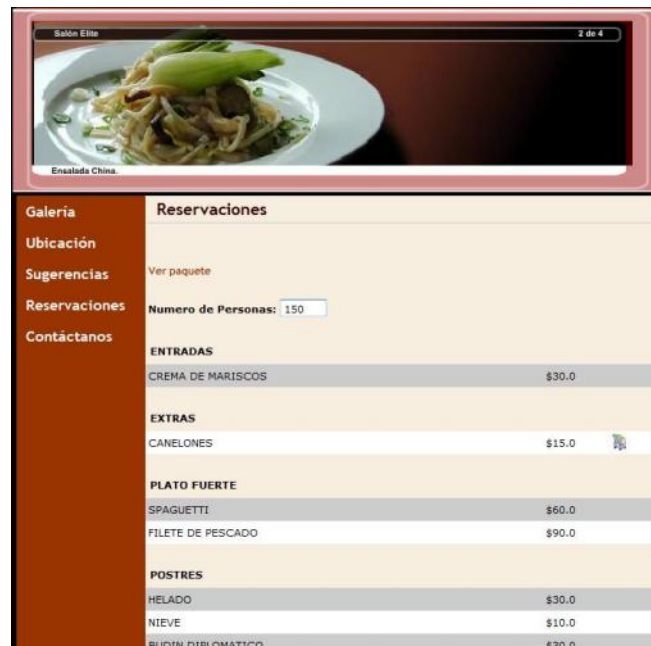 Salón Elite 2 de 4
Ensalada China.
Galería
Ubicación
Sugerencias
Reservaciones
Contáctanos
Reservaciones
Ver paquete
Numero de Personas: 150
ENTRADAS
CREMA DE MARISCOS $30.0
EXTRAS
CANELONES $15.0
PLATO FUERTE
SPAGUETTI $60.0
FILETE DE PESCADO $90.0
POSTRES
HELADO $30.0
NIEVE $10.0
BUDIN DIPLOMATICO